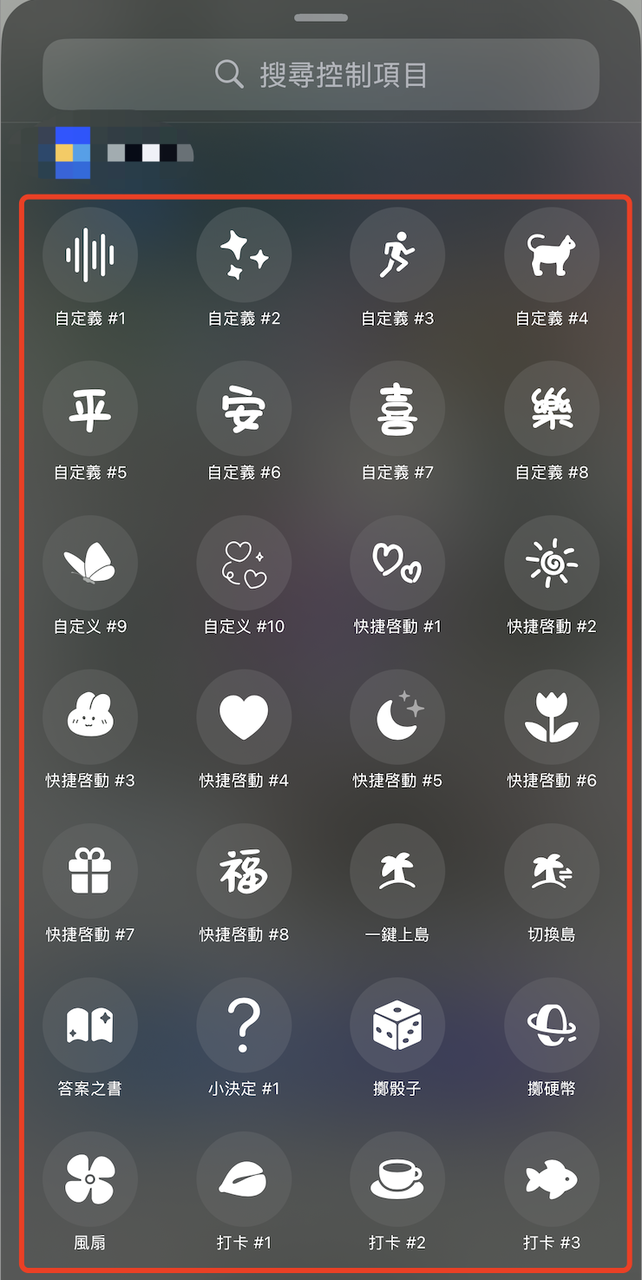 搜尋控制項目
自定義 #1 自定義 #2 自定義 #3 自定義 #4
平 安 喜 樂
自定義 #5 自定義 #6 自定義 #7 自定義 #8
自定义 #9 自定义 #10 快捷啓動 #1 快捷啓動 #2
快捷啓動 #3 快捷啓動 #4 快捷啓動 #5 快捷啓動 #6
福
快捷啓動 #7 快捷啓動 #8 一鍵上島 切換島
?
答案之書 小決定 #1 擲骰子 擲硬幣
風扇 打卡 #1 打卡 #2 打卡 #3